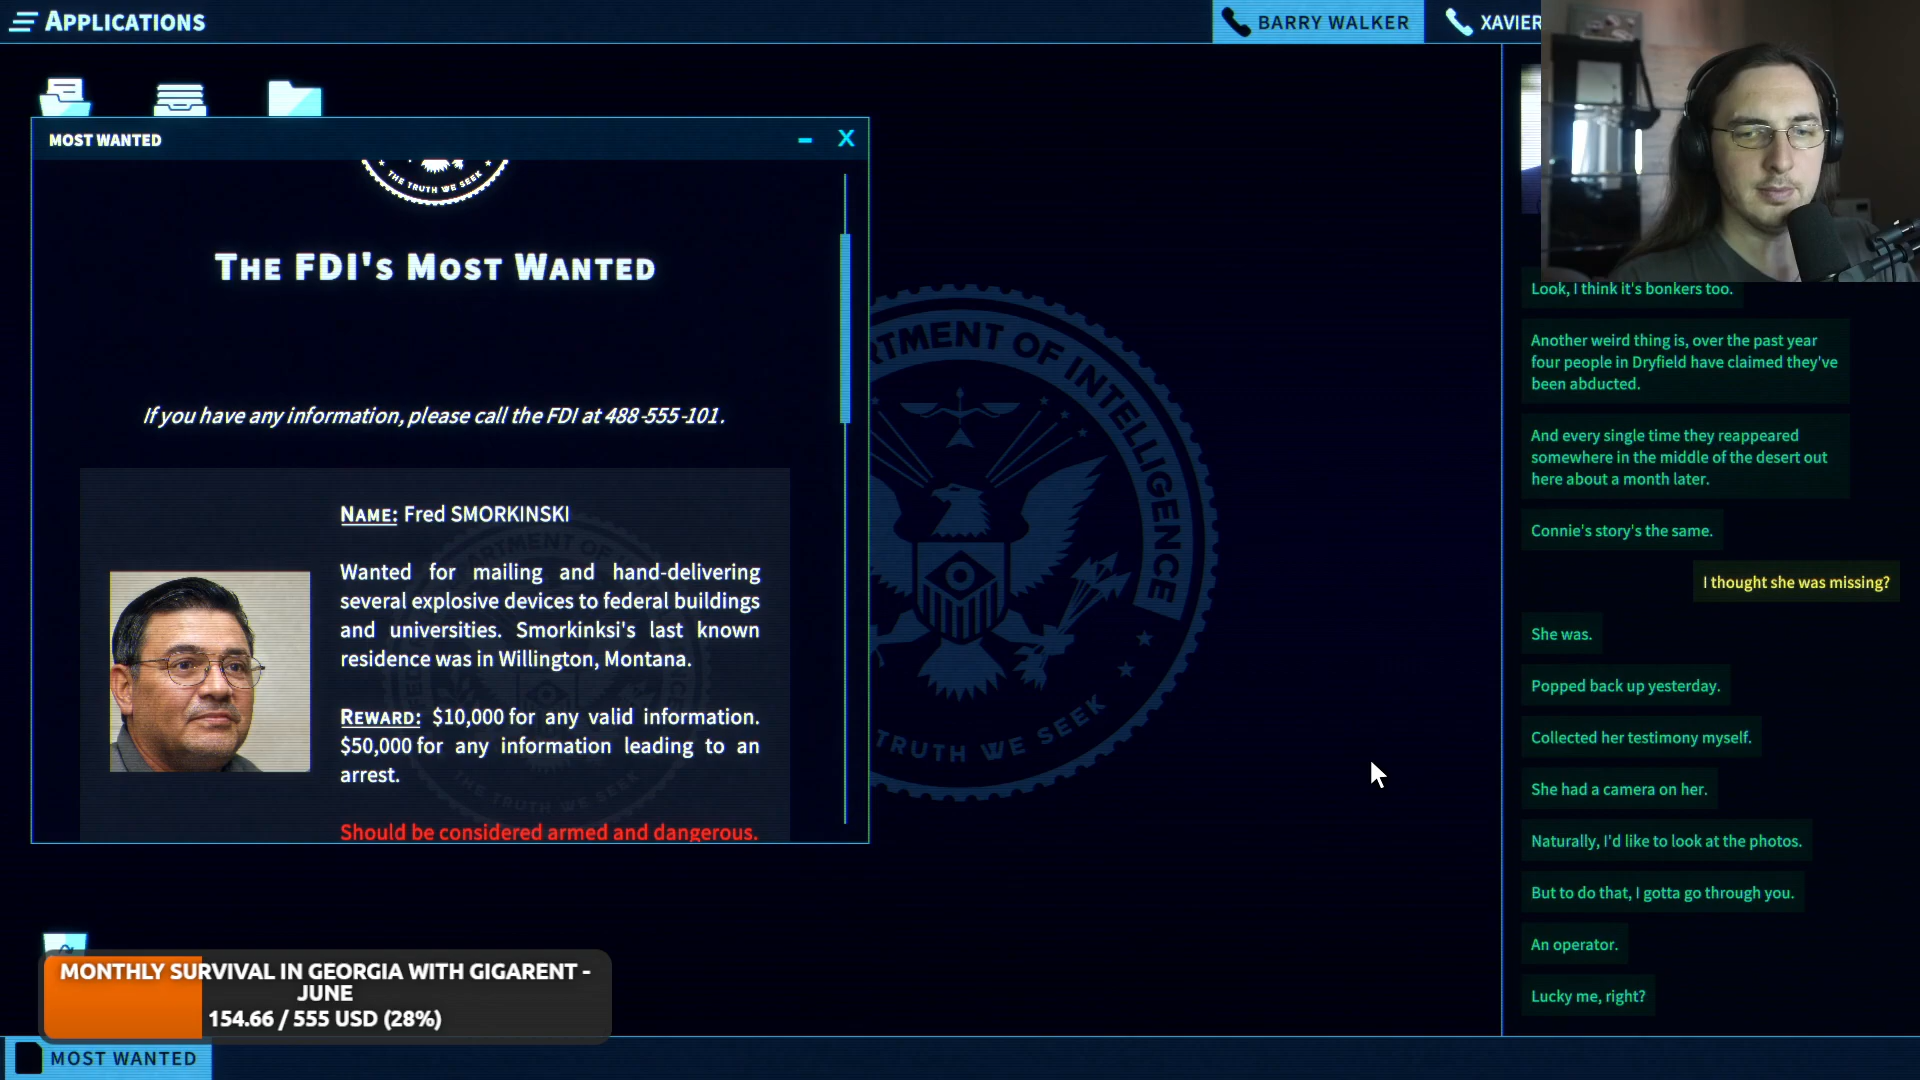 APPLICATIONS
BARRY WALKER
XAVIER
MOST WANTED
X
THE TRUTH WE SEEK
THE FDI'S MOST WANTED
If you have any information, please call the FDI at 488-555-101.
NAME: Fred SMORKINSKI
Wanted for mailing and hand-delivering
several explosive devices to federal buildings
and universities. Smorkinksi's last known
residence was in Willington, Montana.
REWARD: $10,000 for any valid information.
$50,000 for any information leading to an
arrest.
Should be considered armed and dangerous.
RTMENT OF INTELLIGENCE
TRUTH WE SEEK
Look, I think it's bonkers too.
Another weird thing is, over the past year
four people in Dryfield have claimed they've
been abducted.
And every single time they reappeared
somewhere in the middle of the desert out
here about a month later.
Connie's story's the same.
I thought she was missing?
She was.
Popped back up yesterday.
Collected her testimony myself.
She had a camera on her.
Naturally, I'd like to look at the photos.
But to do that, I gotta go through you.
An operator.
Lucky me, right?
MONTHLY SURVIVAL IN GEORGIA WITH GIGARENT -
JUNE
154.66 / 555 USD (28%)
MOST WANTED